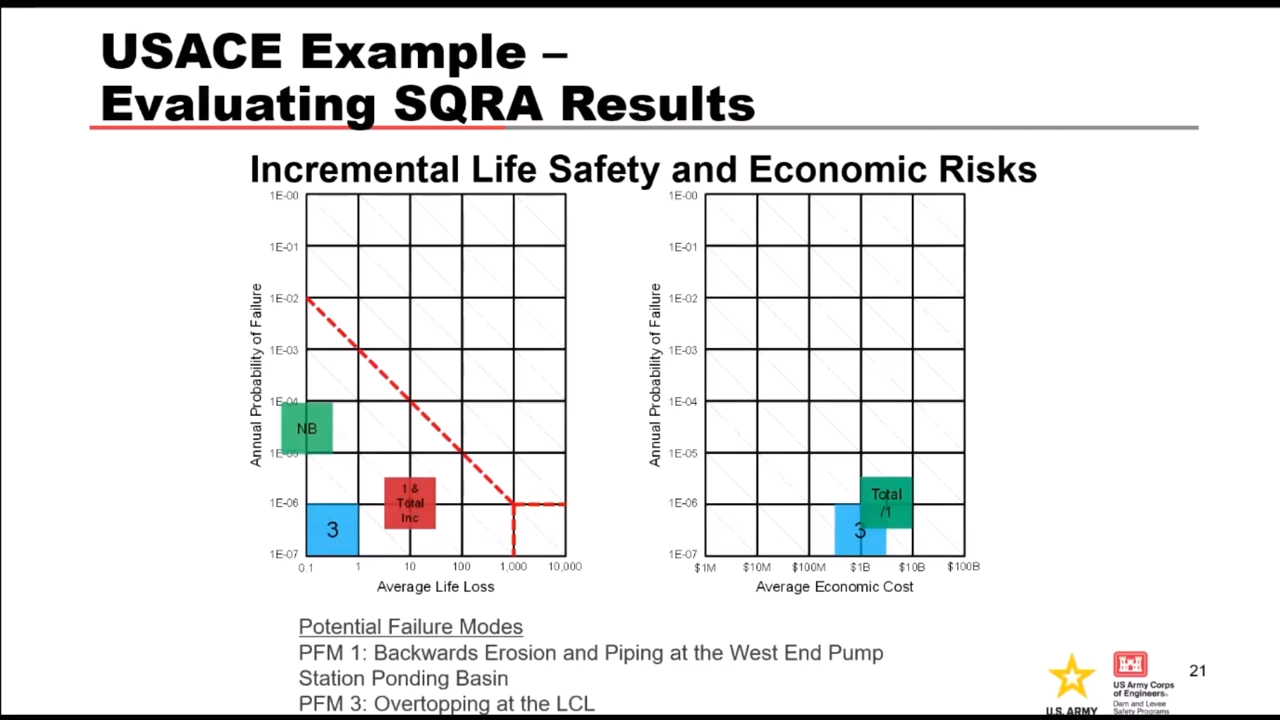 USACE Example –
Evaluating SQRA Results
Incremental Life Safety and Economic Risks
1E-00
1E-01
1E-02
1E-03
1E-04
1E-05
1E-06
1E-07
Annual Probability of Failure
NB
3
1 &
Total
Inc
0.1 1 10 100 1,000 10,000
Average Life Loss
1E-00
1E-01
1E-02
1E-03
1E-04
1E-05
1E-06
1E-07
Annual Probability of Failure
Total
/1
3
$1M $10M $100M $1B $10B $100B
Average Economic Cost
Potential Failure Modes
PFM 1: Backwards Erosion and Piping at the West End Pump
Station Ponding Basin
PFM 3: Overtopping at the LCL
U.S. ARMY
US Army Corps
of Engineers®
Dam and Levee
Safety Programs
21